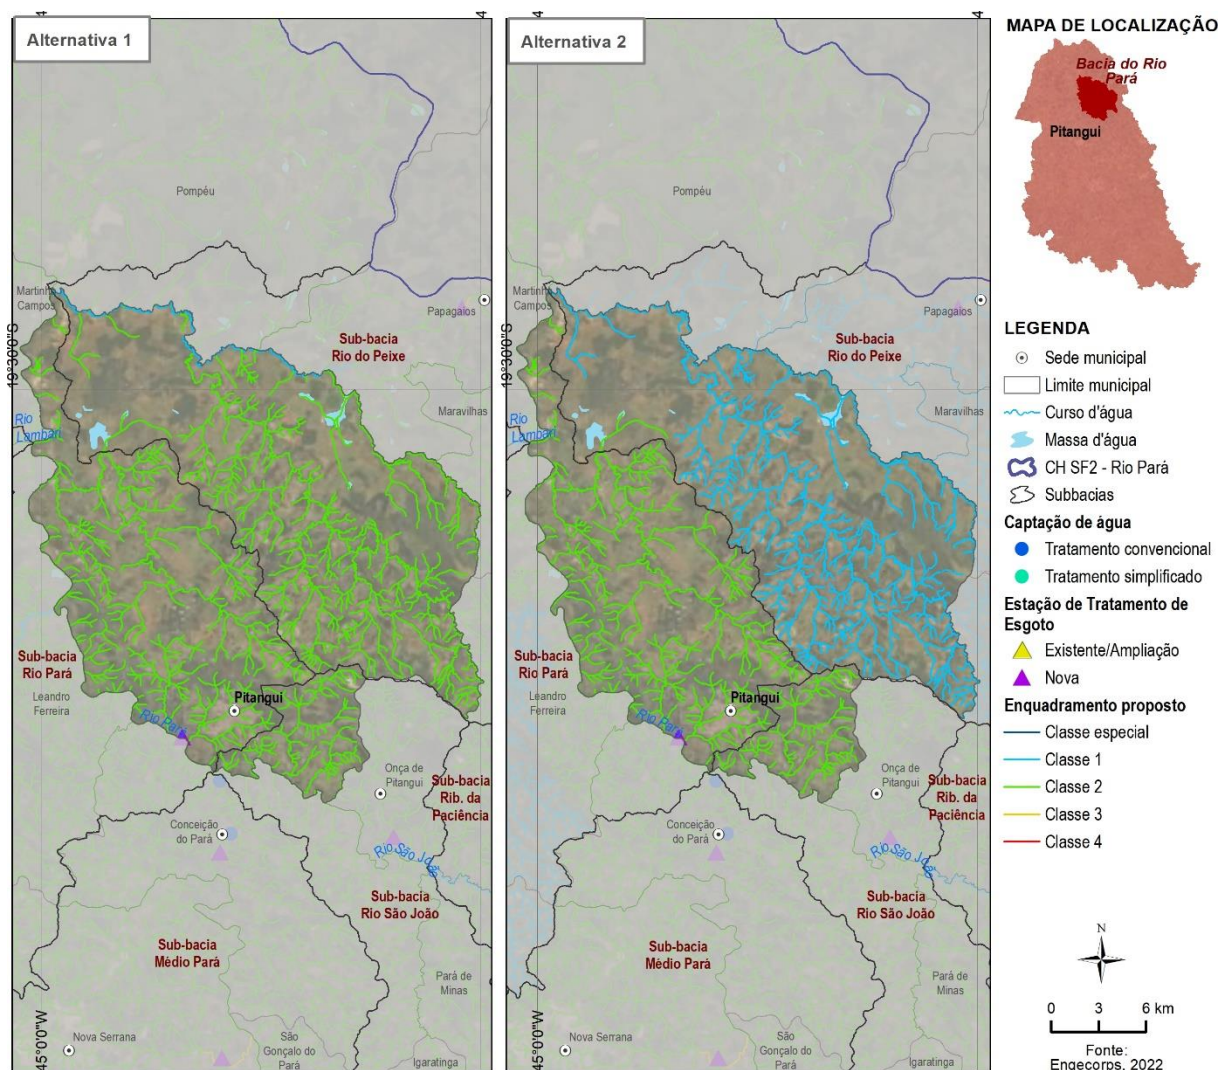 Alternativa 1
4
4
Pompéu
Martinho
Campos
19°30'0"S
Papagaios
Sub-bacia
Rio do Peixe
Maravilhas
Rio
Lambari
Sub-bacia
Rio Pará
Leandro
Ferreira
Pitangui
Rio Pará
Onça de
Pitangui
Sub-bacia
Rib. da
Paciência
Conceição
do Pará
Rio São João
Sub-bacia
Rio São João
Sub-bacia
Médio Pará
Pará de
Minas
45°0'0"W
Nova Serrana
São
Gonçalo do
Pará
Igaratinga
Alternativa 2
4
4
Pompéu
Martinho
Campos
19°30'0"S
Papagaios
Sub-bacia
Rio do Peixe
Maravilhas
Rio
Lambari
Sub-bacia
Rio Pará
Leandro
Ferreira
Pitangui
Rio Pará
Onça de
Pitangui
Sub-bacia
Rib. da
Paciência
Conceição
do Pará
Rio São João
Sub-bacia
Rio São João
Sub-bacia
Médio Pará
Pará de
Minas
45°0'0"W
Nova Serrana
São
Gonçalo do
Pará
Igaratinga
MAPA DE LOCALIZAÇÃO
Bacia do Rio
Pará
Pitangui
LEGENDA
Sede municipal
Limite municipal
Curso d'água
Massa d'água
CH SF2 - Rio Pará
Subbacias
Captação de água
Tratamento convencional
Tratamento simplificado
Estação de Tratamento de
Esgoto
Existente/Ampliação
Nova
Enquadramento proposto
Classe especial
Classe 1
Classe 2
Classe 3
Classe 4
N
0 3 6 km
Fonte:
Engecorps, 2022